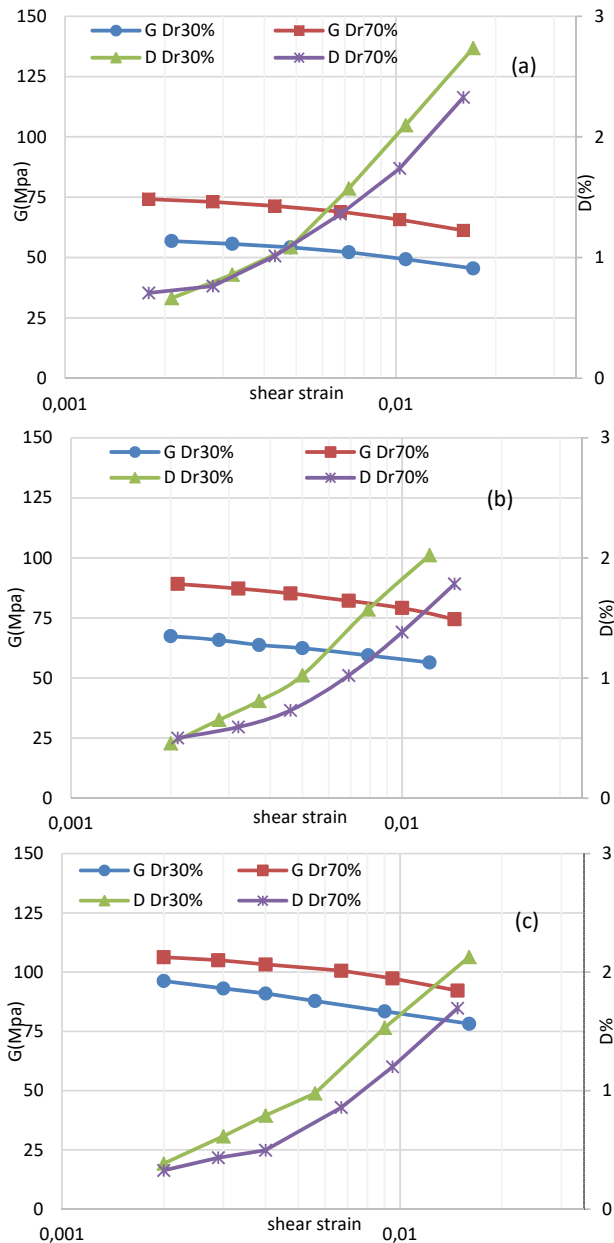 150
3
G Dr30%
G Dr70%
D Dr30%
D Dr70%
(a)
125
100
2
G(Mpa)
D(%)
75
50
1
25
0
0
shear strain
0,001
0,01
150
3
G Dr30%
G Dr70%
D Dr30%
D Dr70%
(b)
125
100
2
G(Mpa)
D(%)
75
50
1
25
0
0
shear strain
0,001
0,01
150
3
G Dr30%
G Dr70%
D Dr30%
D Dr70%
(c)
125
100
2
G(Mpa)
D%
75
50
1
25
0
0
shear strain
0,001
0,01